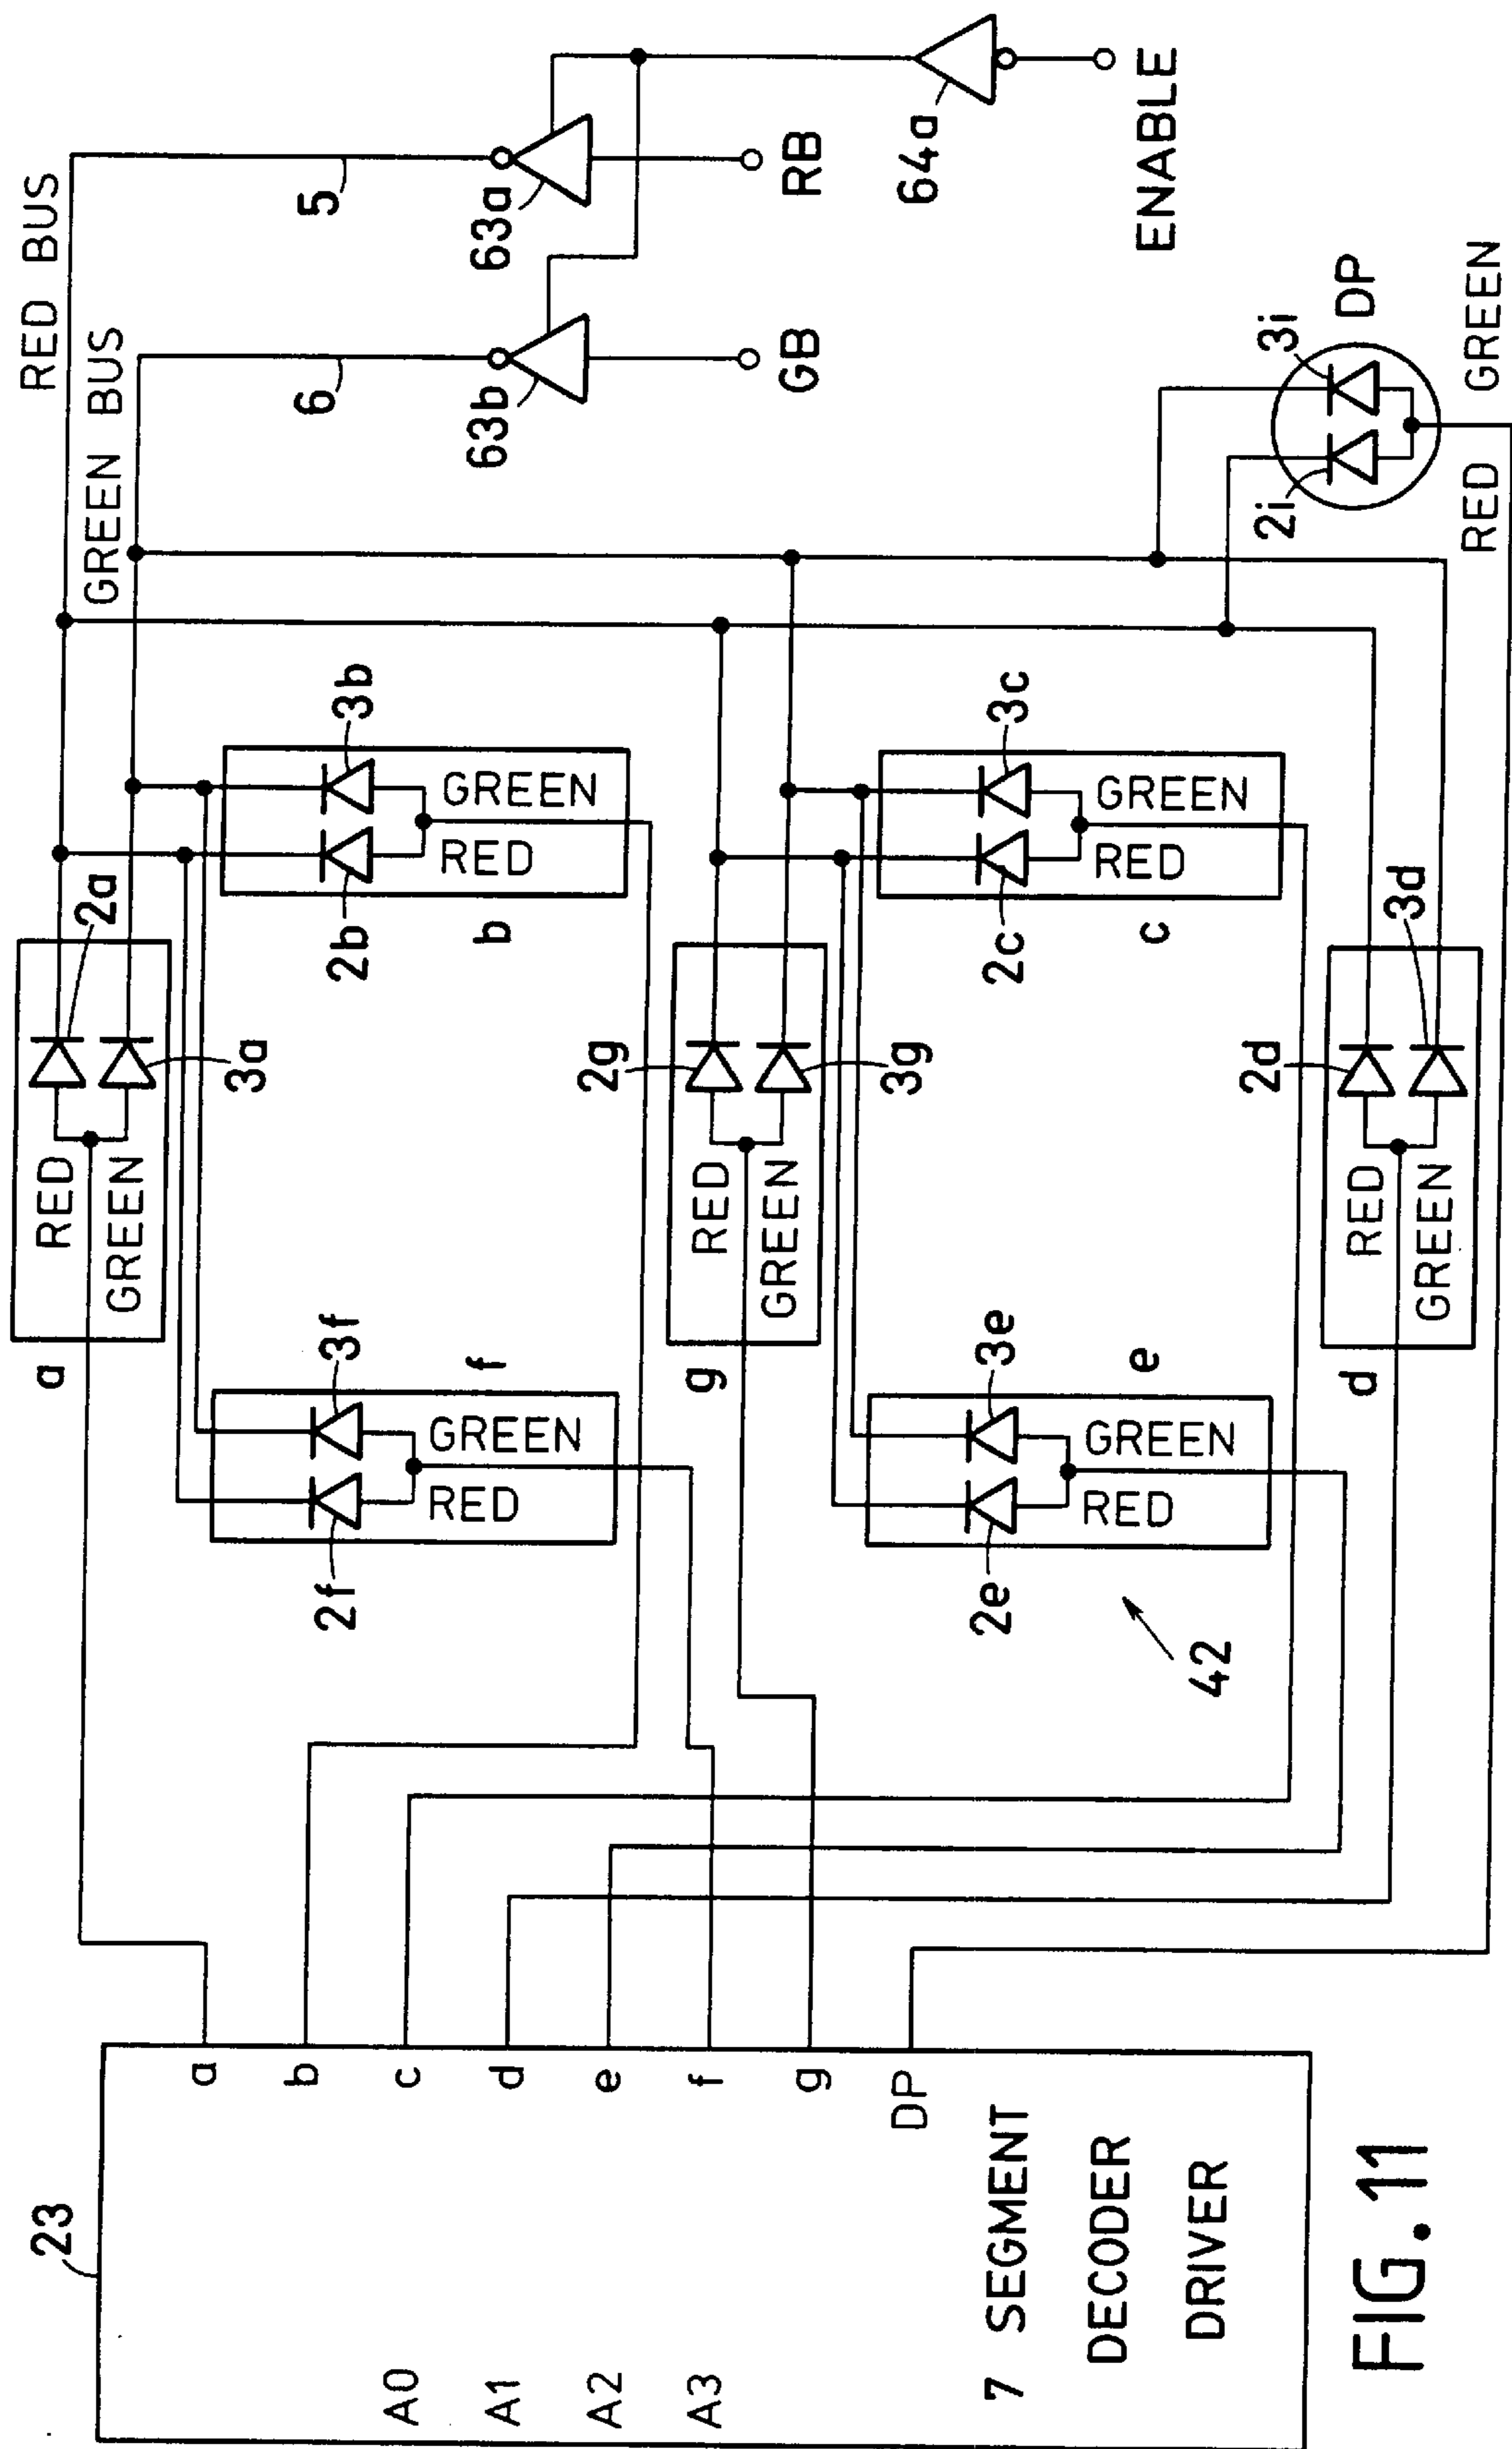 23
A0
A1
A2
A3
a
b
c
d
e
f
g
DP
7 SEGMENT
DECODER
DRIVER
a
RED
GREEN
2a
3a
f
2f
3f
RED
GREEN
b
2b
3b
RED
GREEN
g
RED
GREEN
2g
3g
e
2e
3e
RED
GREEN
c
2c
3c
RED
GREEN
d
RED
GREEN
2d
3d
42
RED BUS
GREEN BUS
5
6
63a
63b
RB
GB
64a
ENABLE
2i
3i
DP
RED
GREEN
FIG. 11